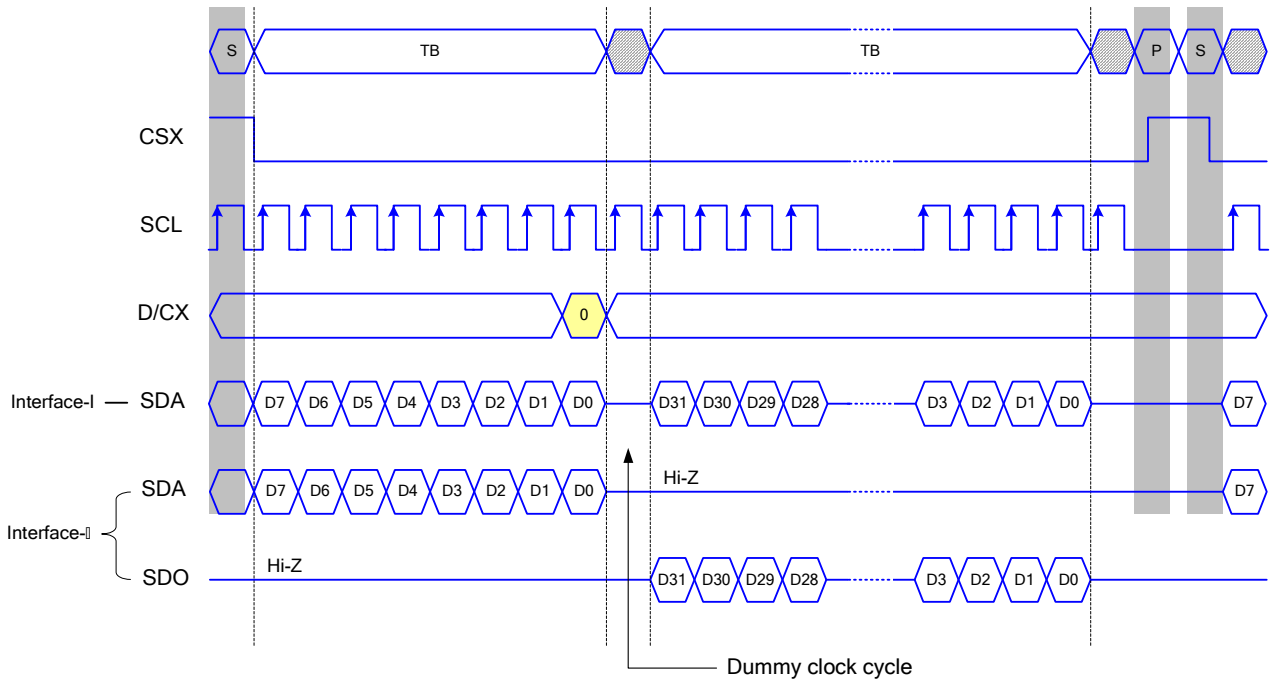 S TB TB P S
CSX
SCL
D/CX 0
Interface-I SDA D7 D6 D5 D4 D3 D2 D1 D0 D31 D30 D29 D28 D3 D2 D1 D0 D7
SDA D7 D6 D5 D4 D3 D2 D1 D0 Hi-Z D7
Interface-▯
SDO Hi-Z D31 D30 D29 D28 D3 D2 D1 D0
Dummy clock cycle